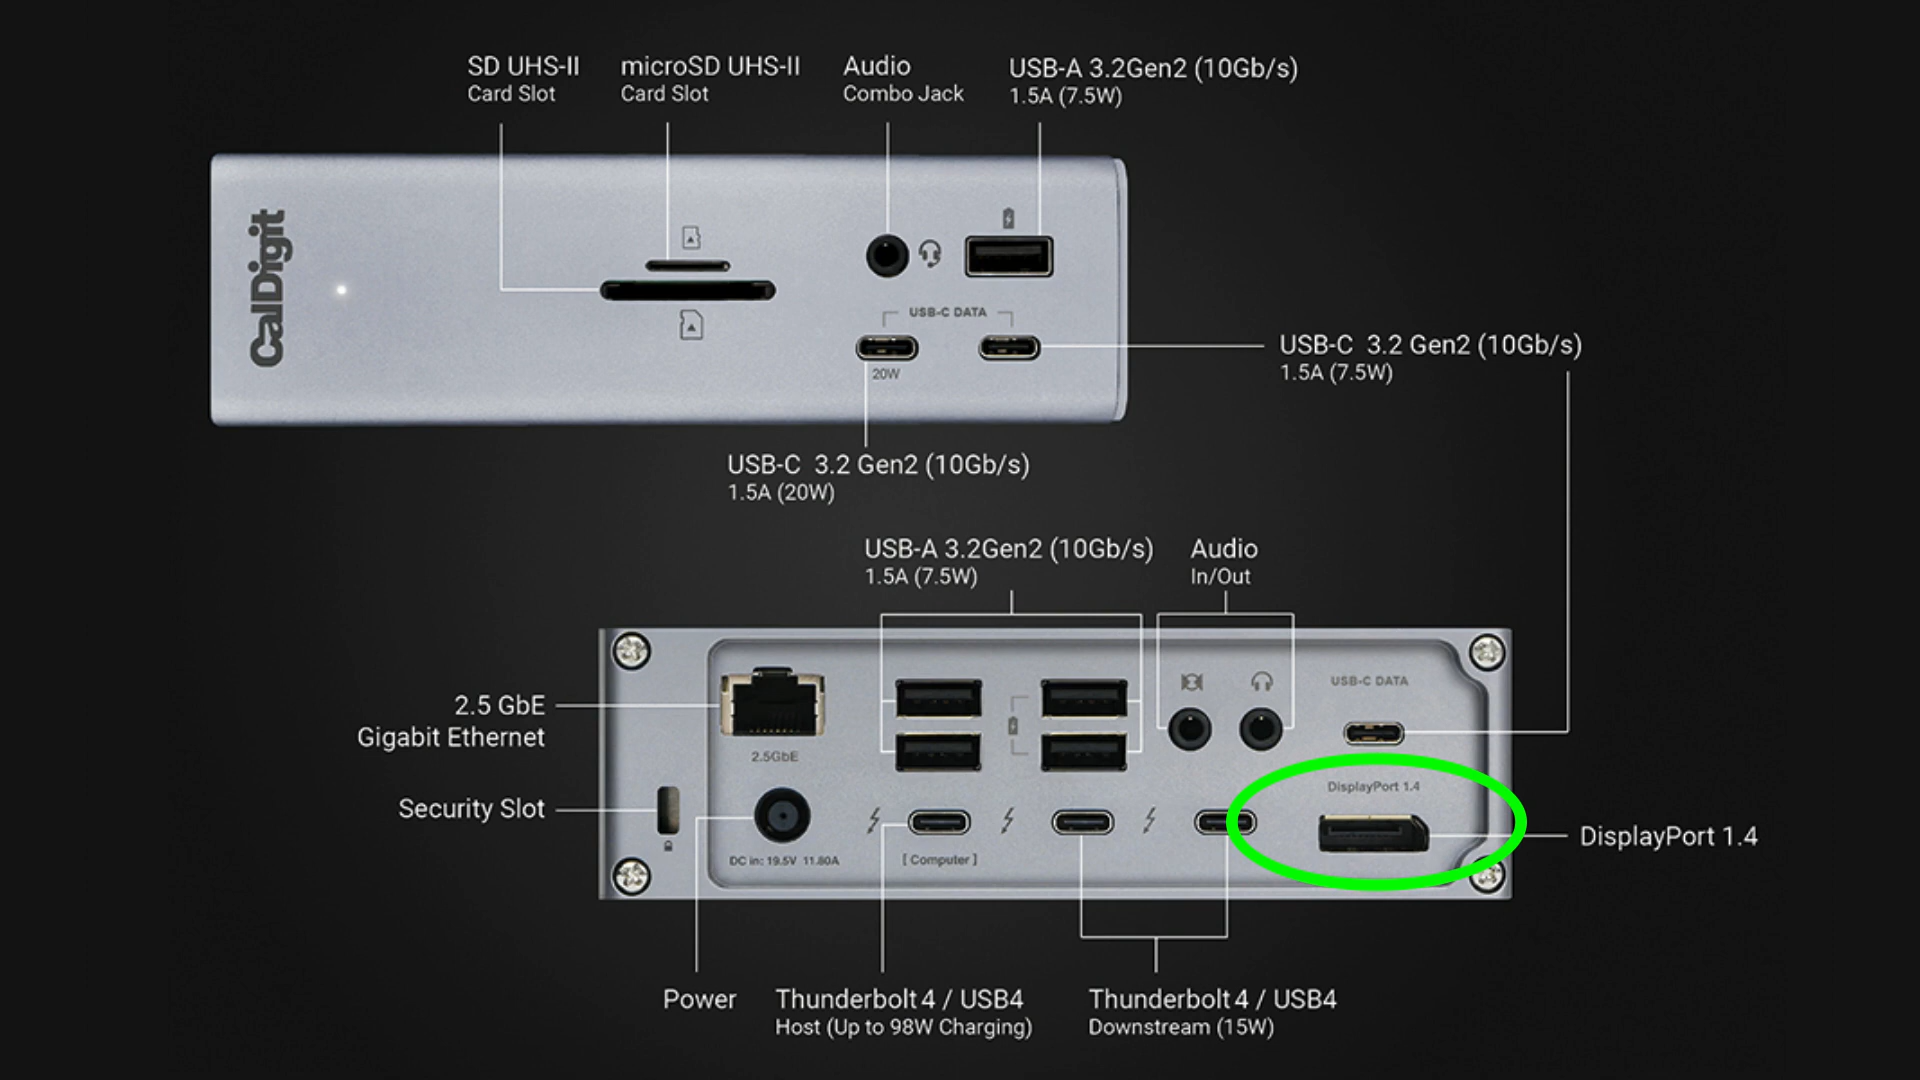 SD UHS-II
Card Slot
microSD UHS-II
Card Slot
Audio
Combo Jack
USB-A 3.2Gen2 (10Gb/s)
1.5A (7.5W)
CalDigit
USB-C DATA
20W
USB-C 3.2 Gen2 (10Gb/s)
1.5A (7.5W)
USB-C 3.2 Gen2 (10Gb/s)
1.5A (20W)
USB-A 3.2Gen2 (10Gb/s)
1.5A (7.5W)
Audio
In/Out
2.5 GbE
Gigabit Ethernet
Security Slot
2.5GbE
USB-C DATA
DisplayPort 1.4
DC in: 19.5V 11.80A
[ Computer ]
DisplayPort 1.4
Power
Thunderbolt 4 / USB4
Host (Up to 98W Charging)
Thunderbolt 4 / USB4
Downstream (15W)